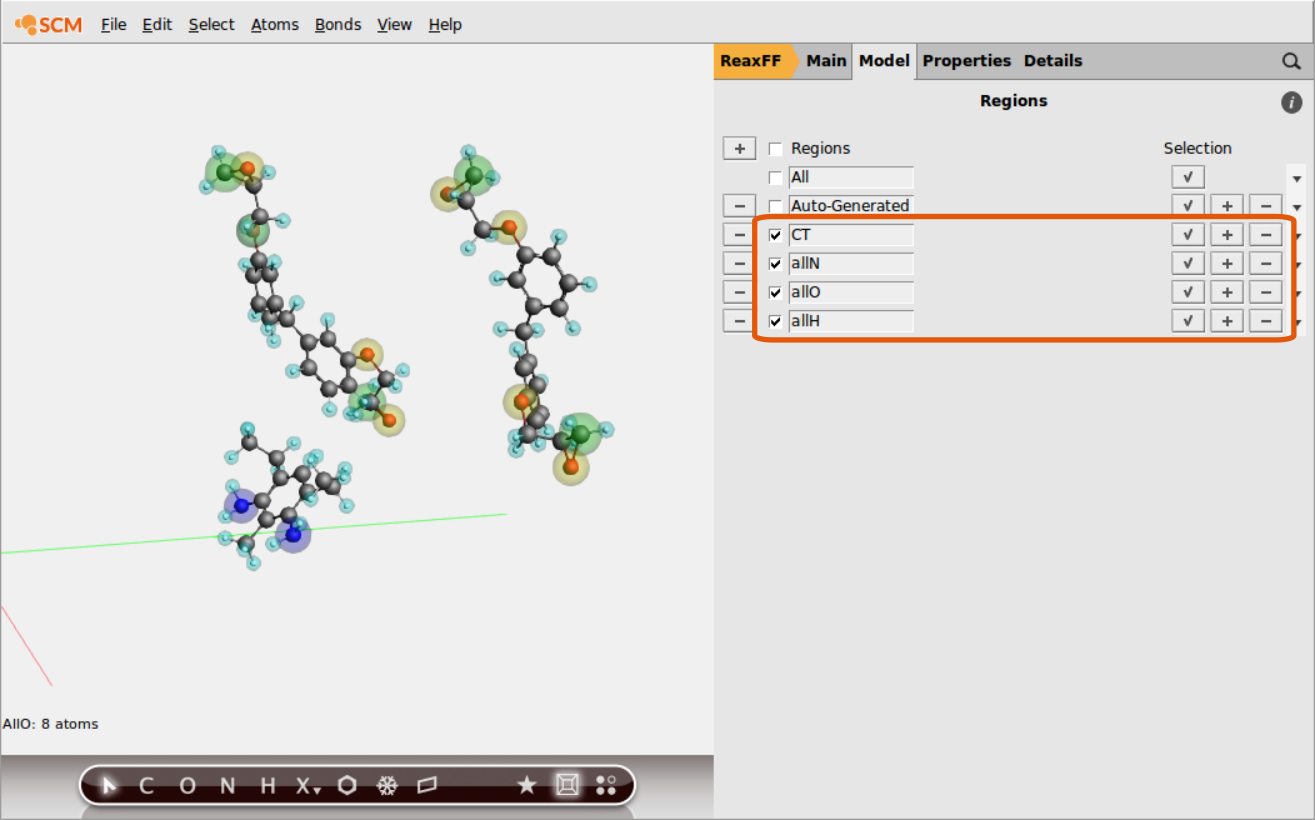 SCM File Edit Select Atoms Bonds View Help
ReaxFF Main Model Properties Details
Regions
+ Regions Selection
All √
− Auto-Generated √ + −
− CT √ + −
− allN √ + −
− allO √ + −
− allH √ + −
AllO: 8 atoms
C O N H X